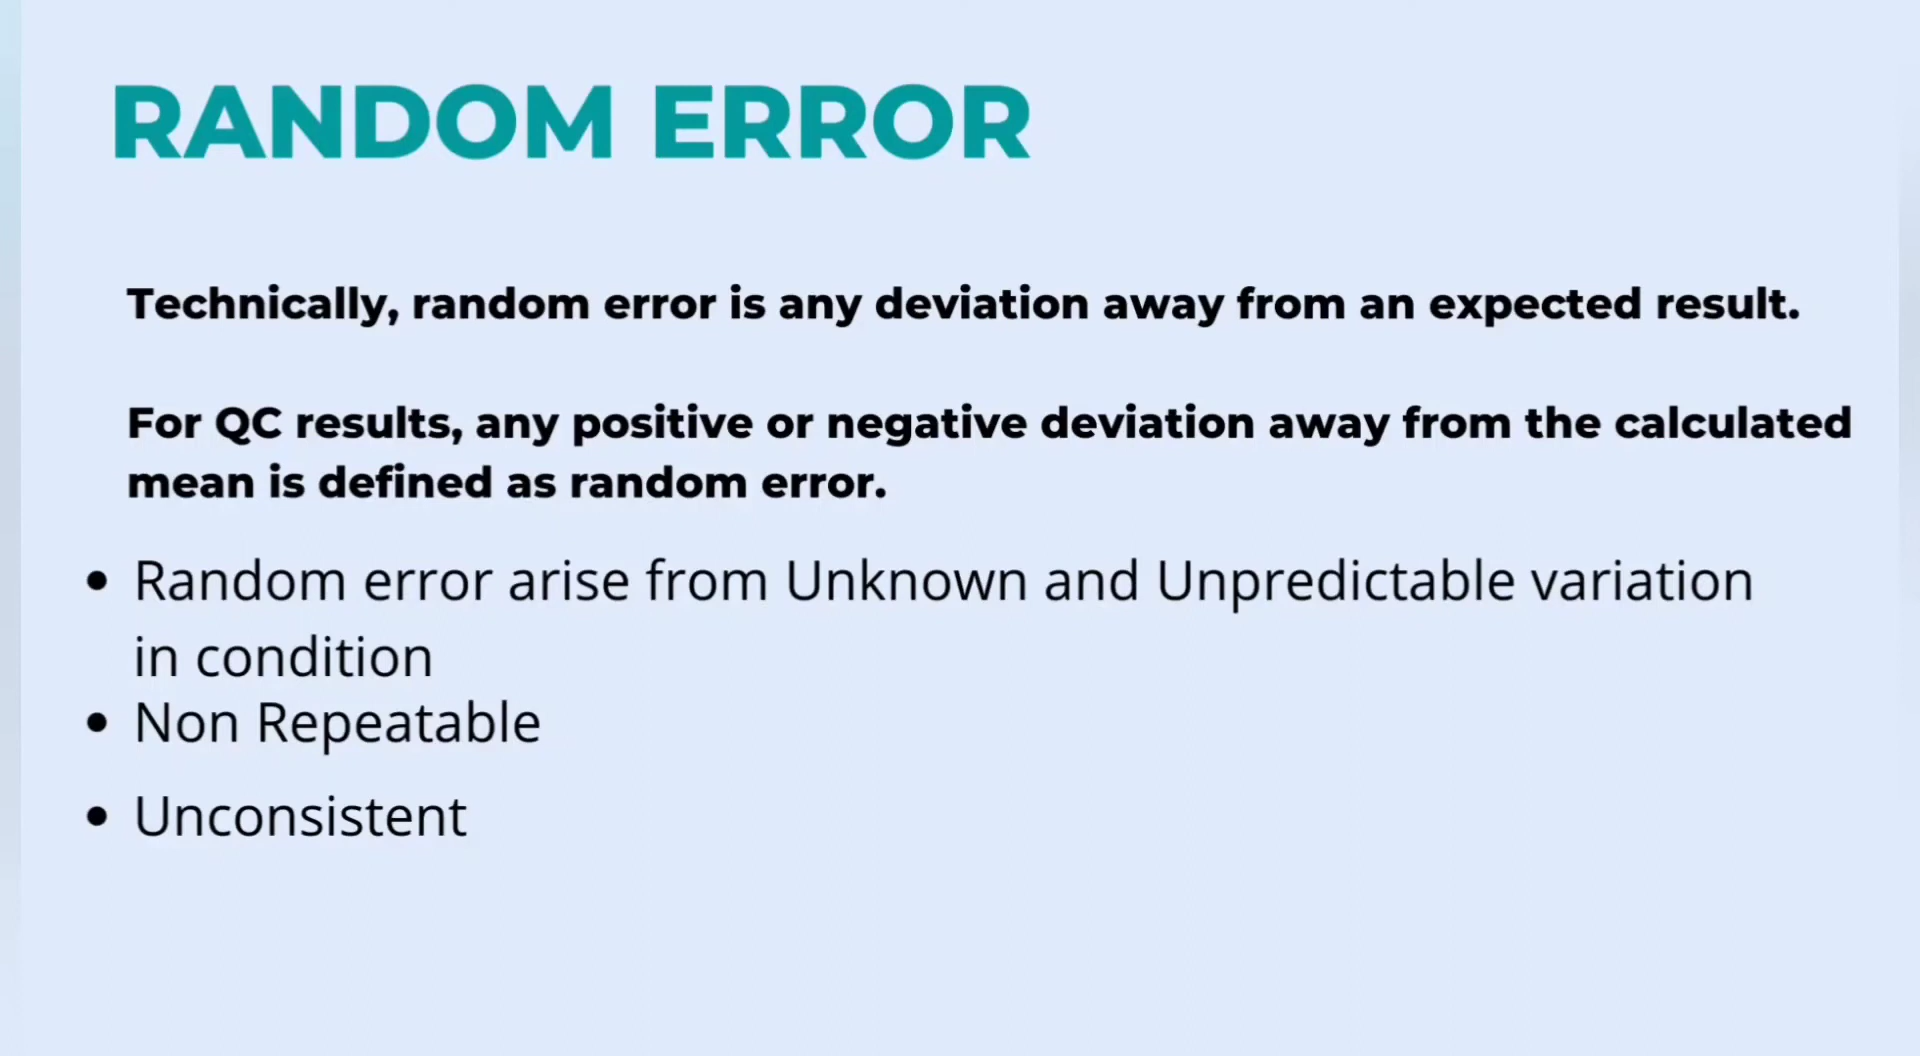 RANDOM ERROR
Technically, random error is any deviation away from an expected result.
For QC results, any positive or negative deviation away from the calculated
mean is defined as random error.
• Random error arise from Unknown and Unpredictable variation
in condition
• Non Repeatable
• Unconsistent